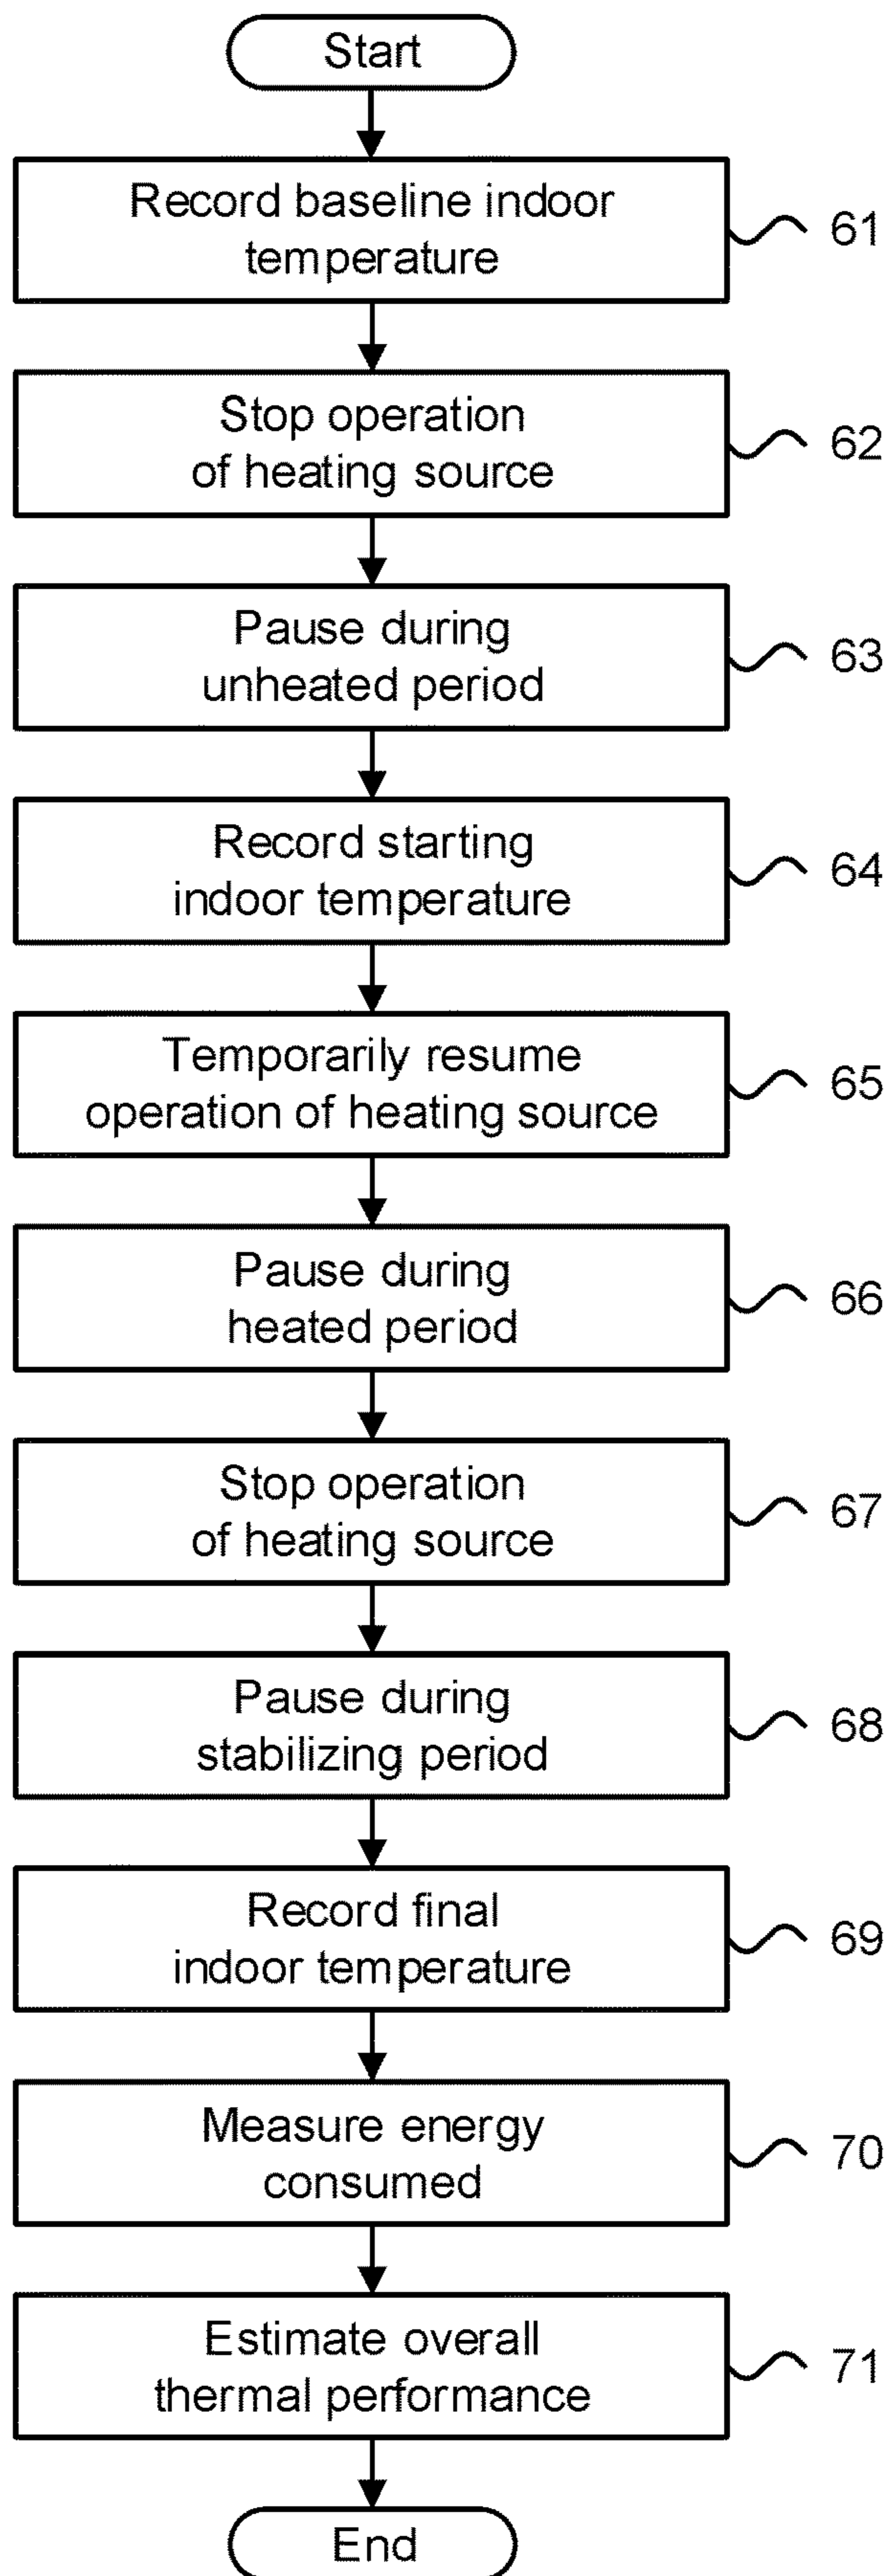 Start
Record baseline indoor
temperature
61
Stop operation
of heating source
62
Pause during
unheated period
63
Record starting
indoor temperature
64
Temporarily resume
operation of heating source
65
Pause during
heated period
66
Stop operation
of heating source
67
Pause during
stabilizing period
68
Record final
indoor temperature
69
Measure energy
consumed
70
Estimate overall
thermal performance
71
End